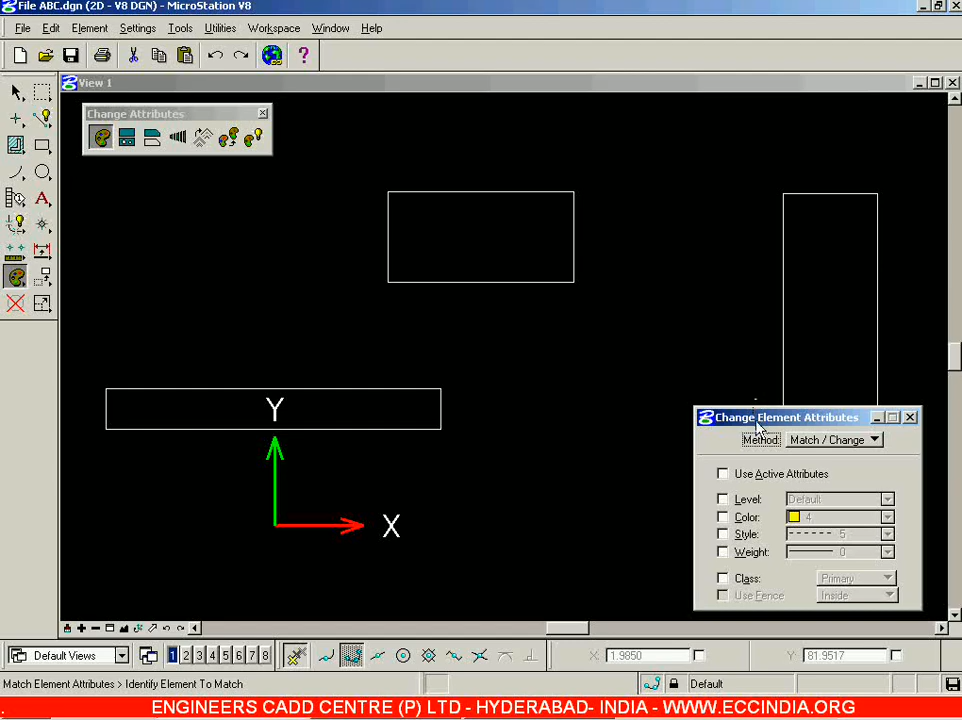 File ABC.dgn (2D - V8 DGN) - MicroStation V8
File Edit Element Settings Tools Utilities Workspace Window Help
View 1
Change Attributes
Y
X
Change Element Attributes
Method: Match / Change
Use Active Attributes
Level: Default
Color: 4
Style: 5
Weight: 0
Class: Primary
Use Fence Inside
Default Views 1 2 3 4 5 6 7 8 X: 1.9850 Y: 81.9517
Match Element Attributes > Identify Element To Match Default
. ENGINEERS CADD CENTRE (P) LTD - HYDERABAD- INDIA - WWW.ECCINDIA.ORG